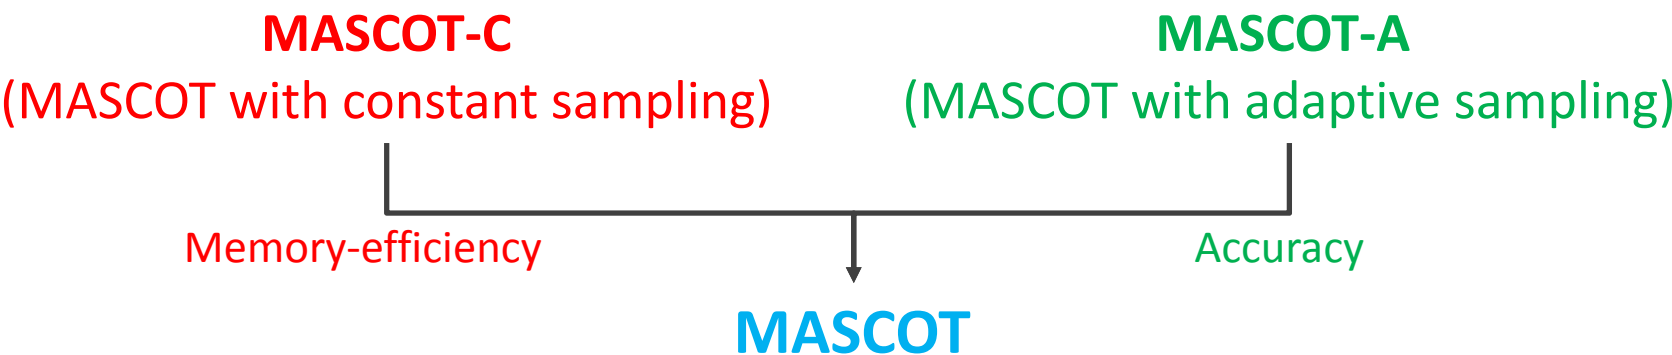 MASCOT-C
(MASCOT with constant sampling)
MASCOT-A
(MASCOT with adaptive sampling)
Memory-efficiency
Accuracy
MASCOT